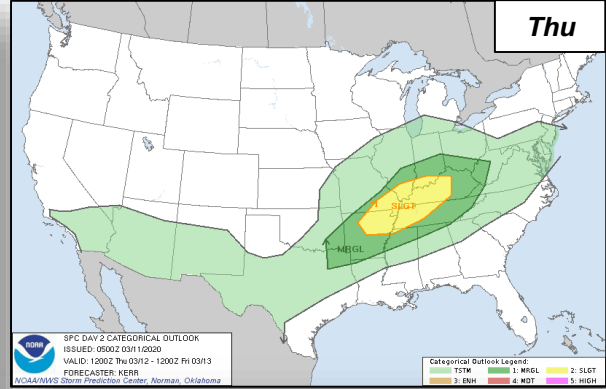 Thu
SLGT
MRGL
NOAA
SPC DAY 2 CATEGORICAL OUTLOOK
ISSUED: 0500Z 03/11/2020
VALID: 1200Z Thu 03/12 - 1200Z Fri 03/13
FORECASTER: KERR
NOAA/NWS Storm Prediction Center, Norman, Oklahoma
Categorical Outlook Legend:
TSTM 1: MRGL 2: SLGT
3: ENH 4: MDT 5: HIGH